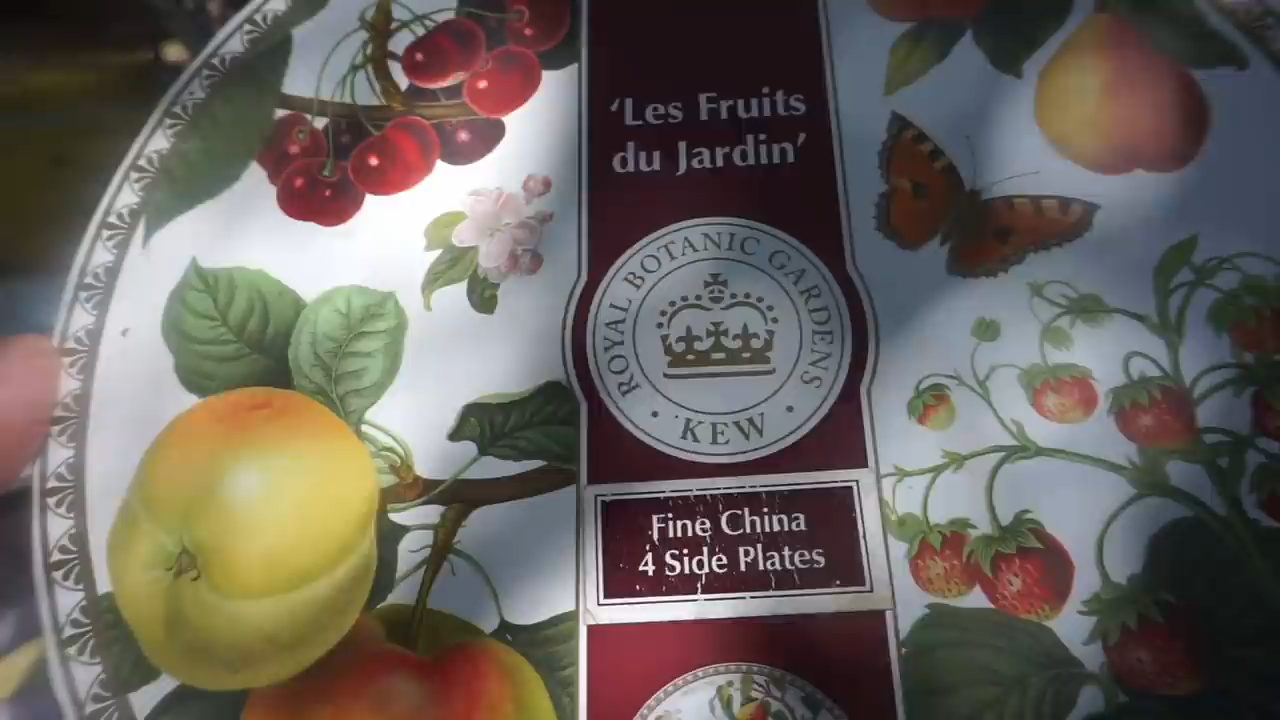 ‘Les Fruits
du Jardin’
ROYAL BOTANIC GARDENS
• KEW •
Fine China
4 Side Plates